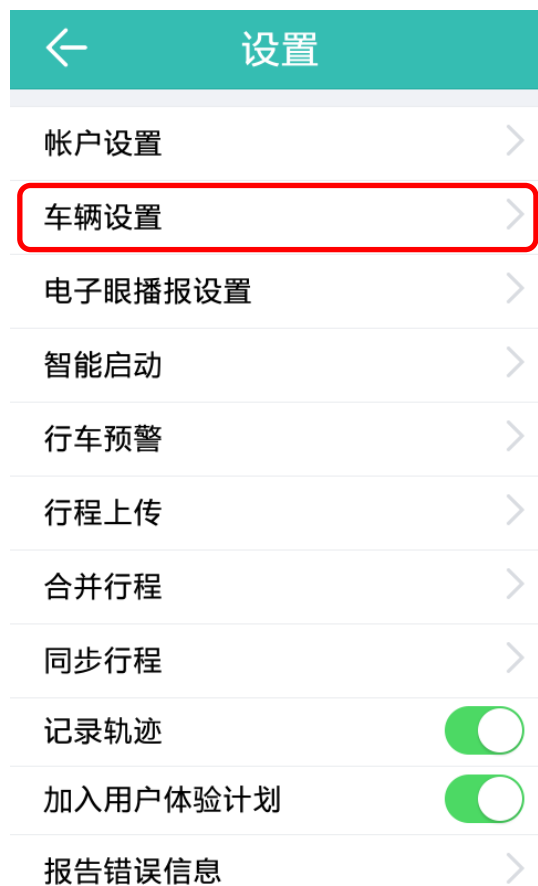 设置
帐户设置
车辆设置
电子眼播报设置
智能启动
行车预警
行程上传
合并行程
同步行程
记录轨迹
加入用户体验计划
报告错误信息